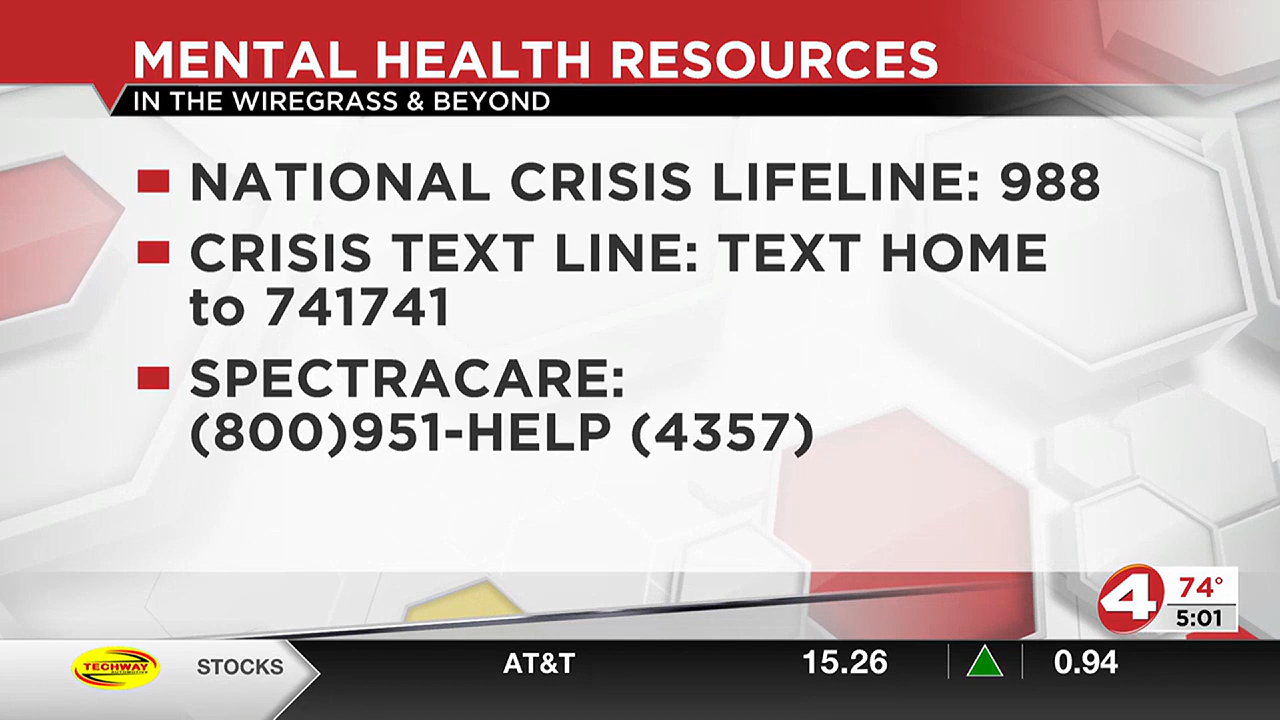 MENTAL HEALTH RESOURCES
IN THE WIREGRASS & BEYOND
NATIONAL CRISIS LIFELINE: 988
CRISIS TEXT LINE: TEXT HOME
to 741741
SPECTRACARE:
(800)951-HELP (4357)
4
74°
5:01
TECHWAY
AUTOMOTIVE
STOCKS
AT&T 15.26 0.94